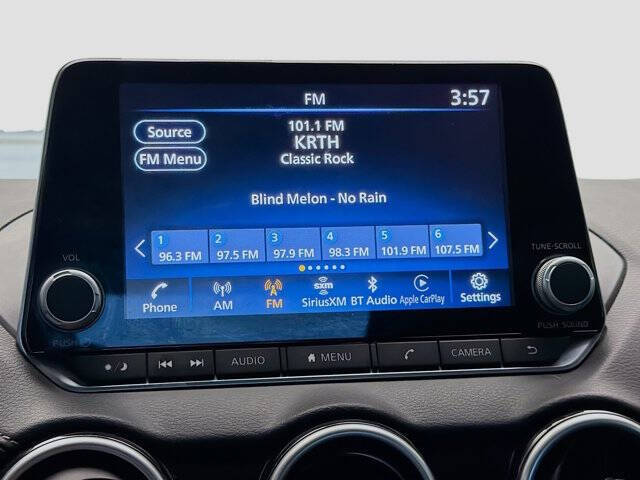 FM
3:57
Source
101.1 FM
KRTH
FM Menu
Classic Rock
Blind Melon - No Rain
1 2 3 4 5 6
96.3 FM 97.5 FM 97.9 FM 98.3 FM 101.9 FM 107.5 FM
Phone AM FM sxm SiriusXM BT Audio Apple CarPlay Settings
VOL
TUNE·SCROLL
PUSH
PUSH SOUND
AUDIO MENU CAMERA